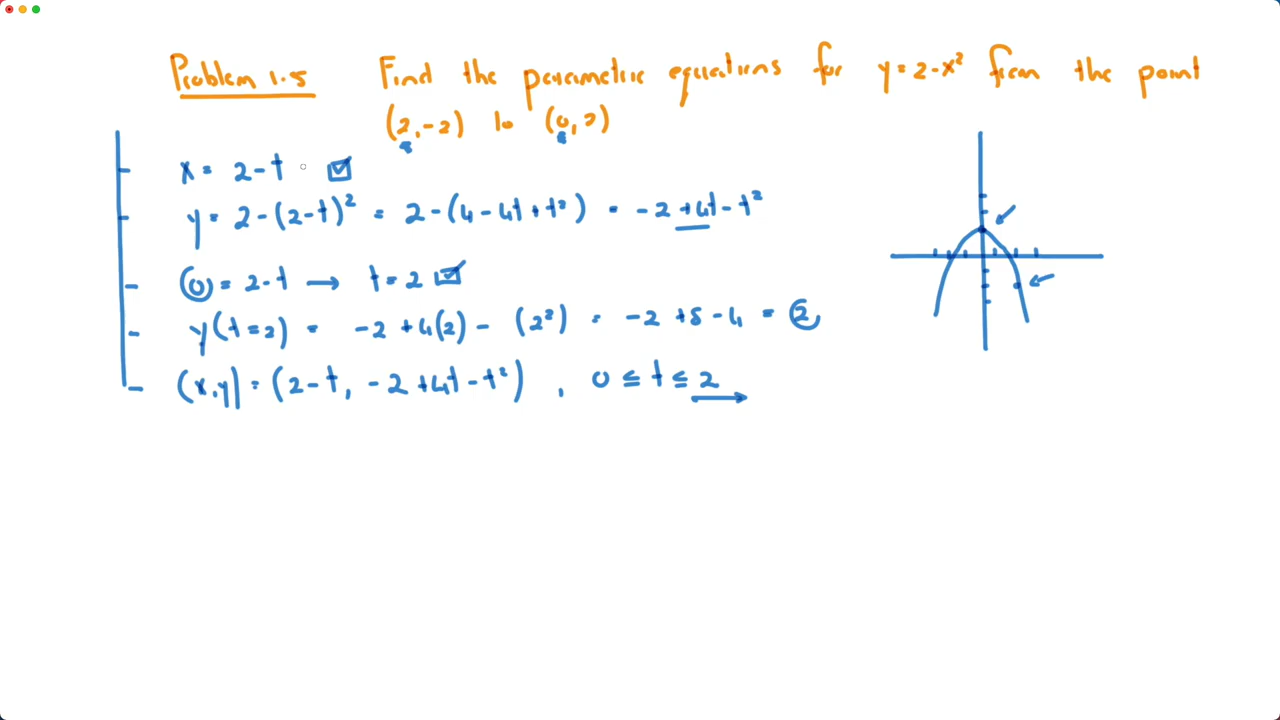 Problem 1.5 Find the parametric equations for y = 2 - x² from the point
(2, -2) to (0, 2)
x = 2 - t
y = 2 - (2 - t)² = 2 - (4 - 4t + t²) = -2 + 4t - t²
0 = 2 - t → t = 2
y(t = 2) = -2 + 4(2) - (2²) = -2 + 8 - 4 = 2
(x, y) = (2 - t, -2 + 4t - t²), 0 ≤ t ≤ 2